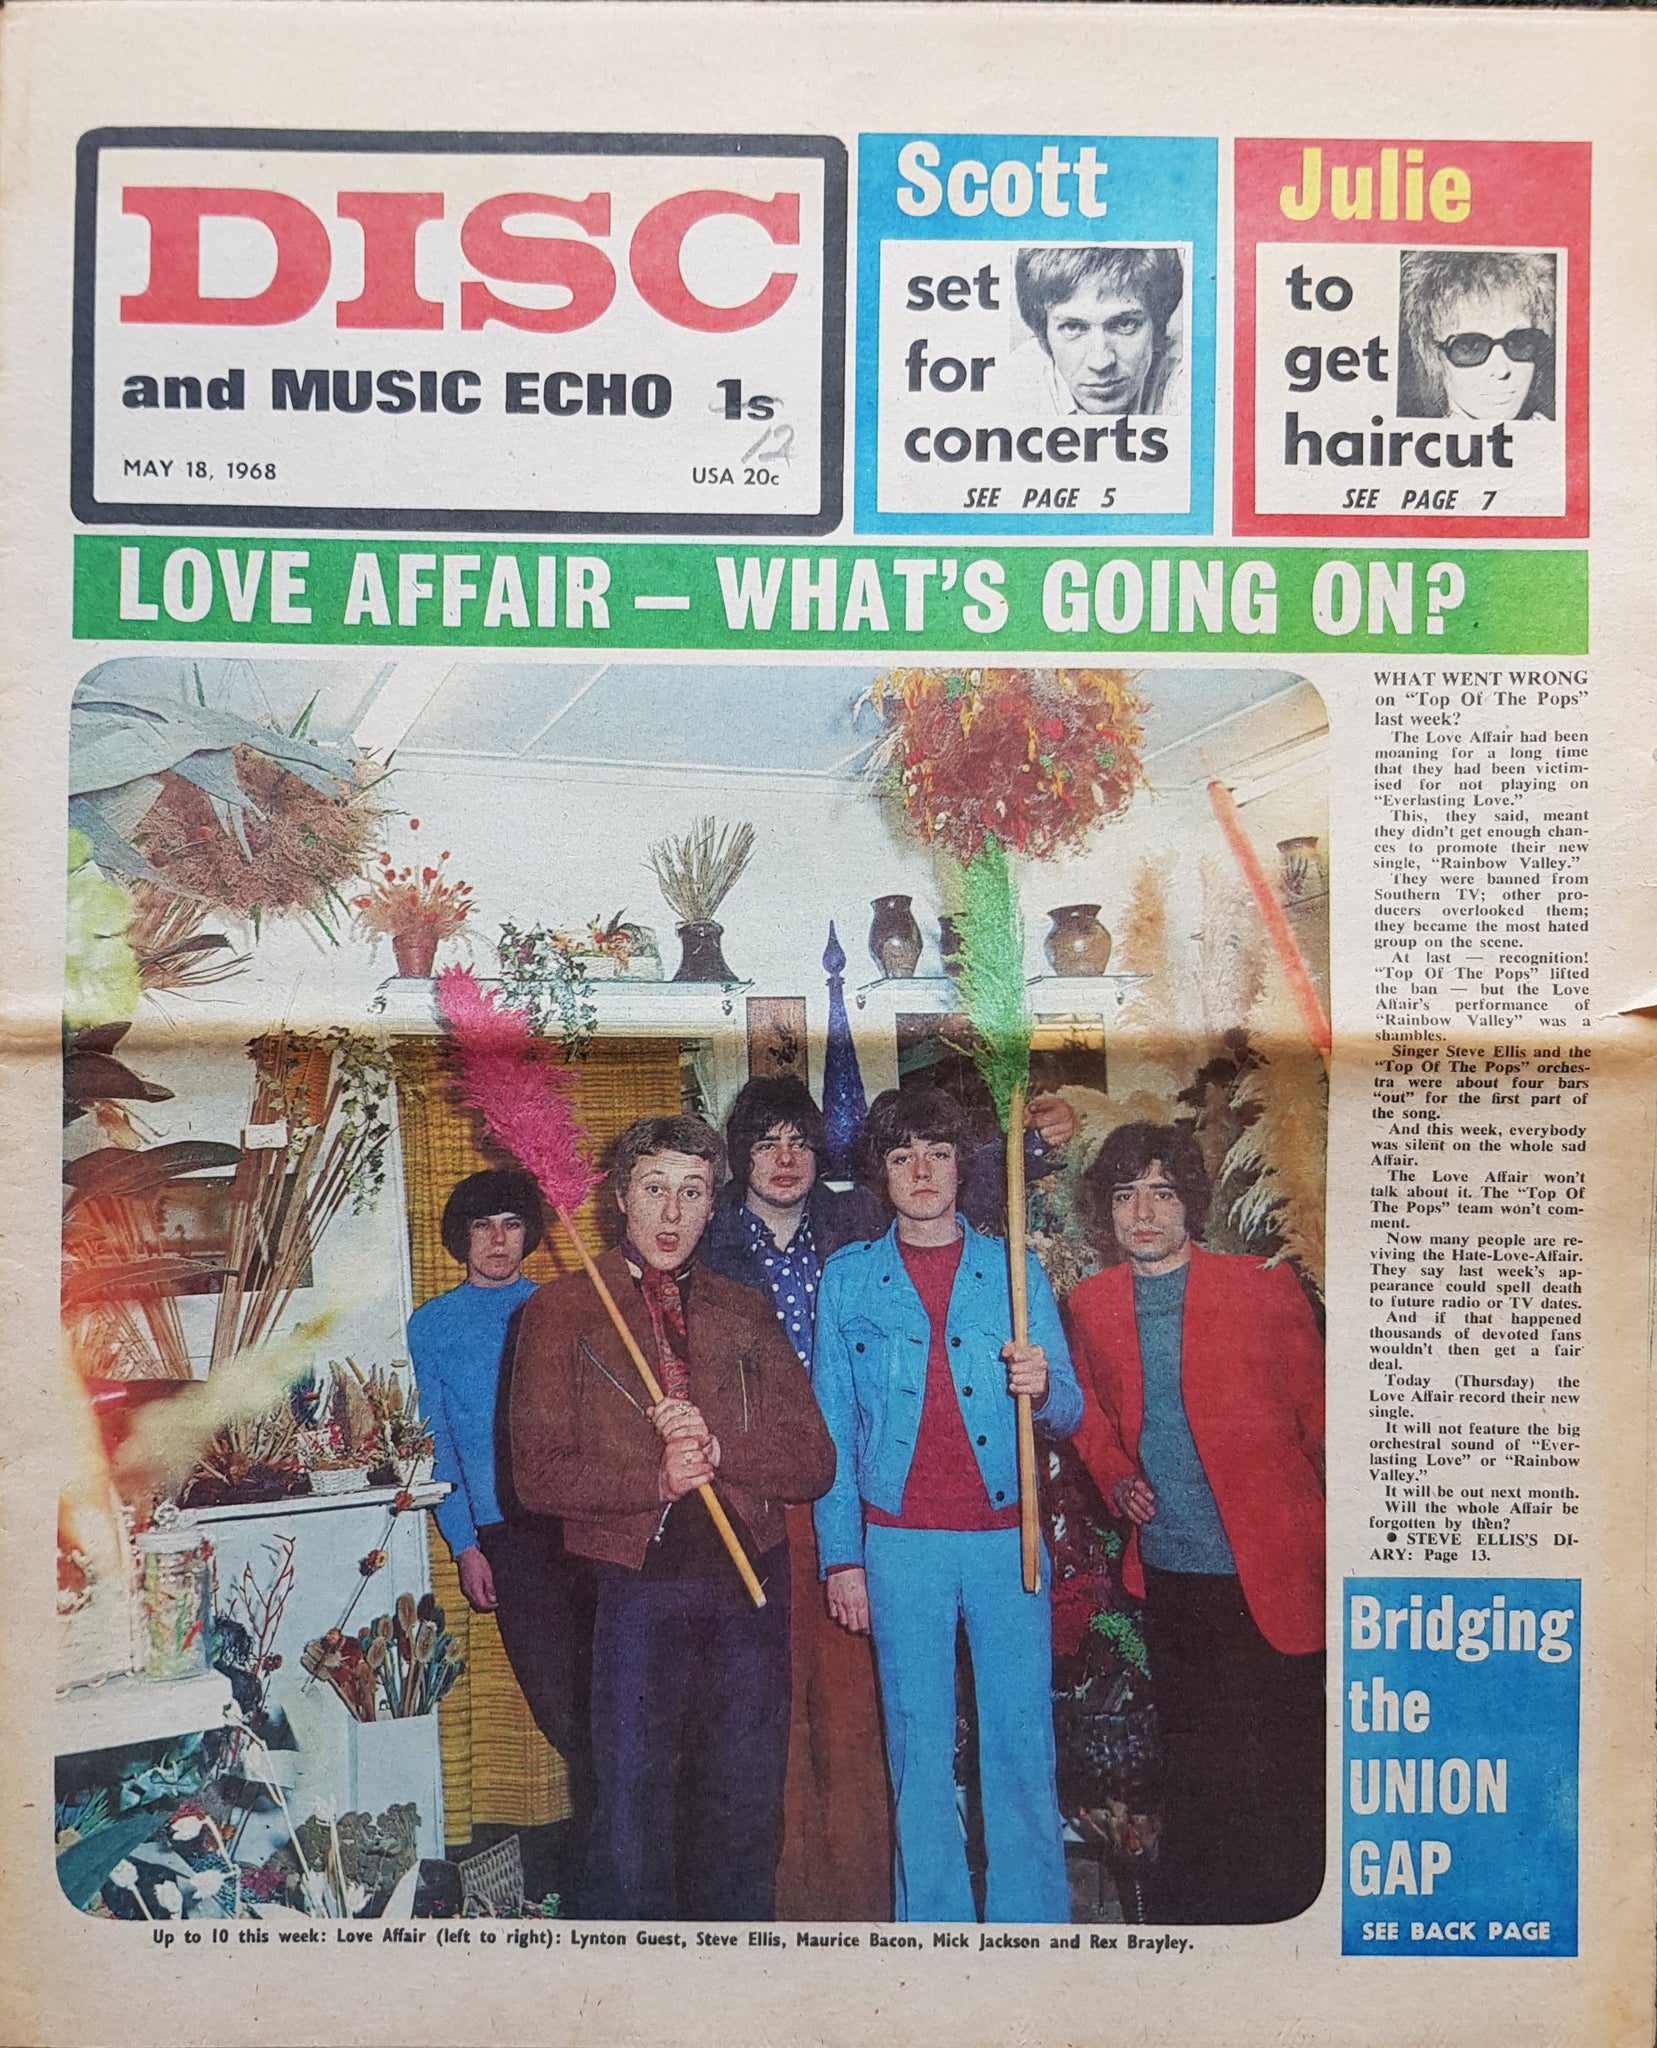 DISC
and MUSIC ECHO 1s
12
MAY 18, 1968
USA 20c
Scott
set
for
concerts
SEE PAGE 5
Julie
to
get
haircut
SEE PAGE 7
LOVE AFFAIR – WHAT'S GOING ON?
WHAT WENT WRONG
on "Top Of The Pops"
last week?
The Love Affair had been
moaning for a long time
that they had been victim-
ised for not playing on
"Everlasting Love."
This, they said, meant
they didn't get enough chan-
ces to promote their new
single, "Rainbow Valley."
They were banned from
Southern TV; other pro-
ducers overlooked them;
they became the most hated
group on the scene.
At last — recognition!
"Top Of The Pops" lifted
the ban — but the Love
Affair's performance of
"Rainbow Valley" was a
shambles.
Singer Steve Ellis and the
"Top Of The Pops" orches-
tra were about four bars
"out" for the first part of
the song.
And this week, everybody
was silent on the whole sad
Affair.
The Love Affair won't
talk about it. The "Top Of
The Pops" team won't com-
ment.
Now many people are re-
viving the Hate-Love-Affair.
They say last week's ap-
pearance could spell death
to future radio or TV dates.
And if that happened
thousands of devoted fans
wouldn't then get a fair
deal.
Today (Thursday) the
Love Affair record their new
single.
It will not feature the big
orchestral sound of "Ever-
lasting Love" or "Rainbow
Valley."
It will be out next month.
Will the whole Affair be
forgotten by then?
● STEVE ELLIS'S DI-
ARY: Page 13.
Bridging
the
UNION
GAP
SEE BACK PAGE
Up to 10 this week: Love Affair (left to right): Lynton Guest, Steve Ellis, Maurice Bacon, Mick Jackson and Rex Brayley.